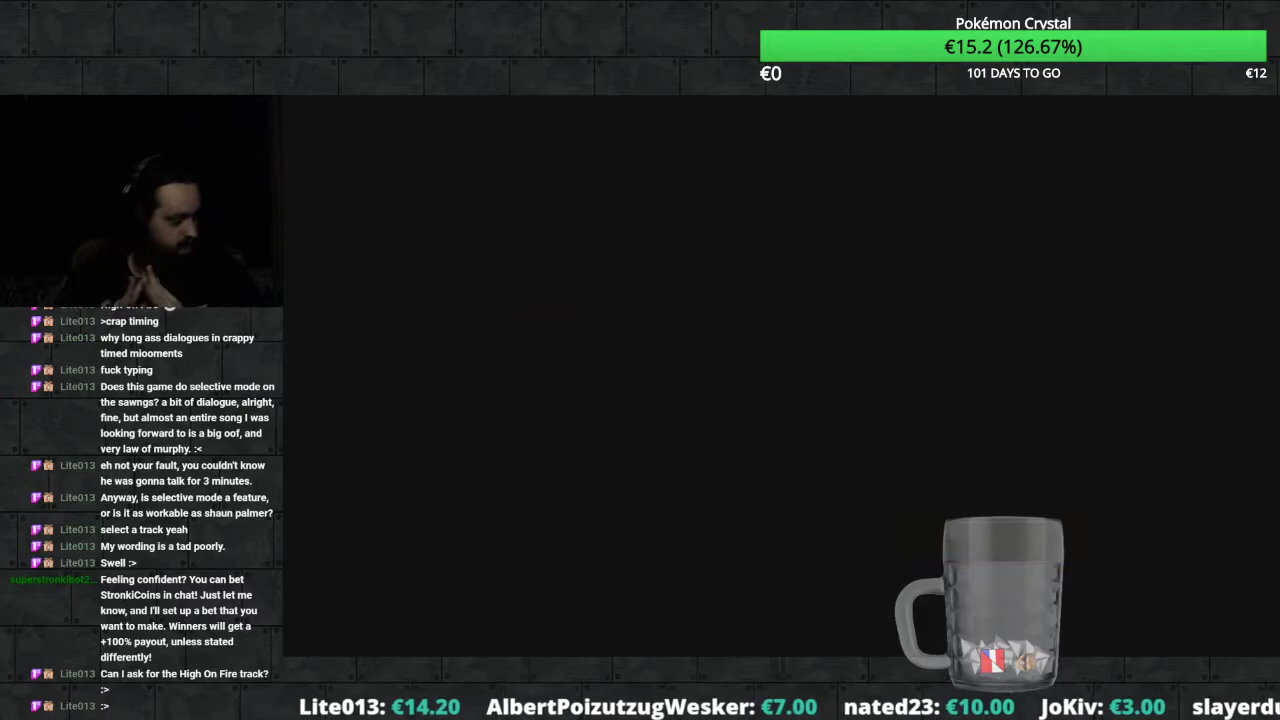 Pokémon Crystal
€15.2 (126.67%)
€0
101 DAYS TO GO
€12
Lite013 >crap timing
Lite013 why long ass dialogues in crappy
timed miooments
Lite013 fuck typing
Lite013 Does this game do selective mode on
the sawngs? a bit of dialogue, alright,
fine, but almost an entire song I was
looking forward to is a big oof, and
very law of murphy. :<
Lite013 eh not your fault, you couldn't know
he was gonna talk for 3 minutes.
Lite013 Anyway, is selective mode a feature,
or is it as workable as shaun palmer?
Lite013 select a track yeah
Lite013 My wording is a tad poorly.
Lite013 Swell :>
superstronklbot2... Feeling confident? You can bet
StronkiCoins in chat! Just let me
know, and I'll set up a bet that you
want to make. Winners will get a
+100% payout, unless stated
differently!
Lite013 Can I ask for the High On Fire track?
:>
Lite013 :>
Lite013: €14.20 AlbertPoizutzugWesker: €7.00 nated23: €10.00 JoKiv: €3.00 slayerdu